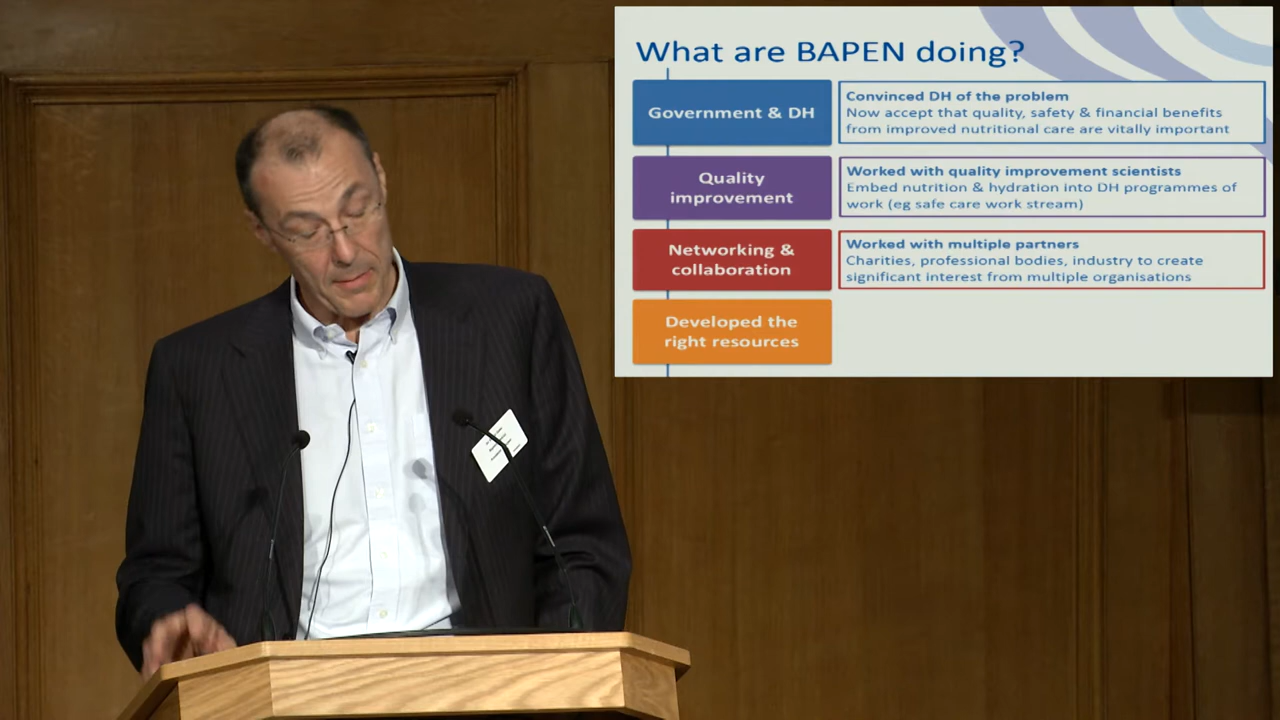 What are BAPEN doing?
Government & DH
Convinced DH of the problem
Now accept that quality, safety & financial benefits
from improved nutritional care are vitally important
Quality
improvement
Worked with quality improvement scientists
Embed nutrition & hydration into DH programmes of
work (eg safe care work stream)
Networking &
collaboration
Worked with multiple partners
Charities, professional bodies, industry to create
significant interest from multiple organisations
Developed the
right resources